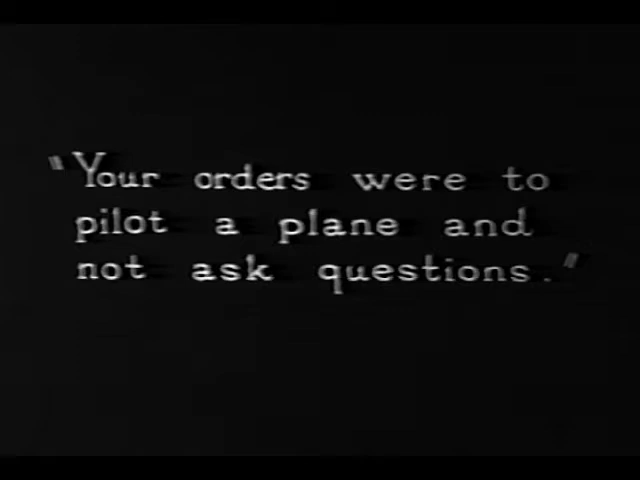 "Your orders were to
pilot a plane and
not ask questions."